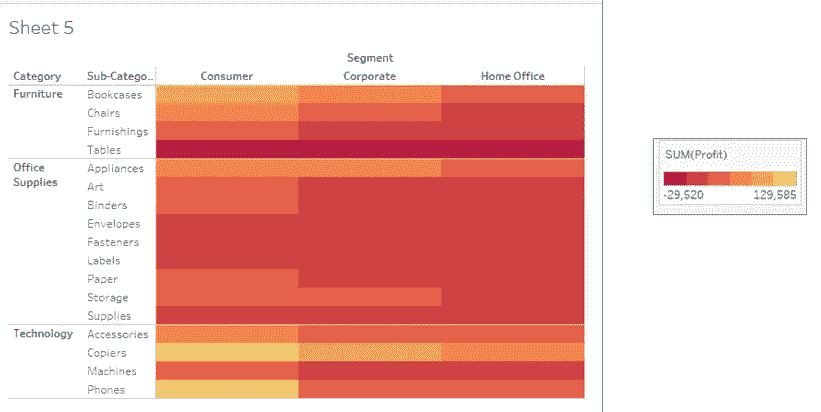 Sheet 5
Segment
Category Sub-Catego.. Consumer Corporate Home Office
Furniture Bookcases
Chairs
Furnishings
Tables
Office Supplies Appliances
Art
Binders
Envelopes
Fasteners
Labels
Paper
Storage
Supplies
Technology Accessories
Copiers
Machines
Phones
SUM(Profit)
-29,520 129,585